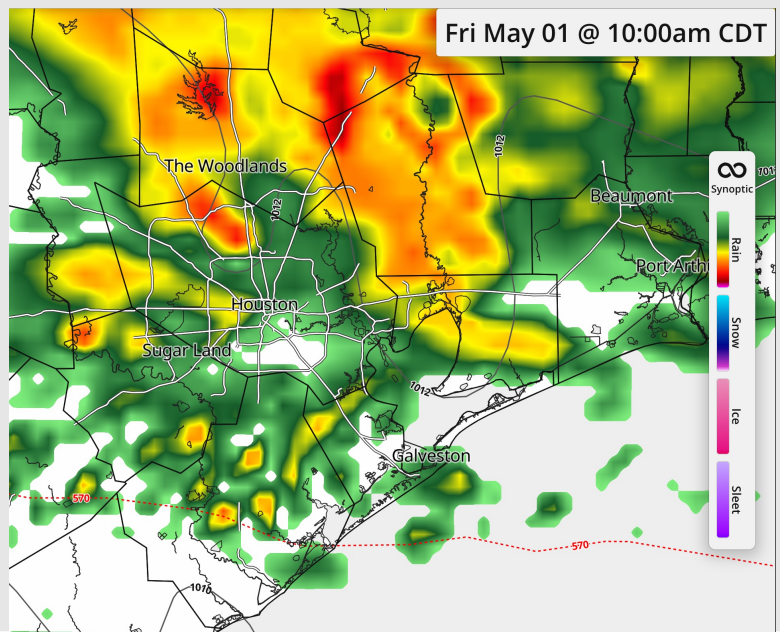 Fri May 01 @ 10:00am CDT
1012
The Woodlands
Synoptic
Beaumont
1012
Rain
Port Arth
Houston
Snow
Sugar Land
1012
Ice
Galveston
Sleet
570
570
1010